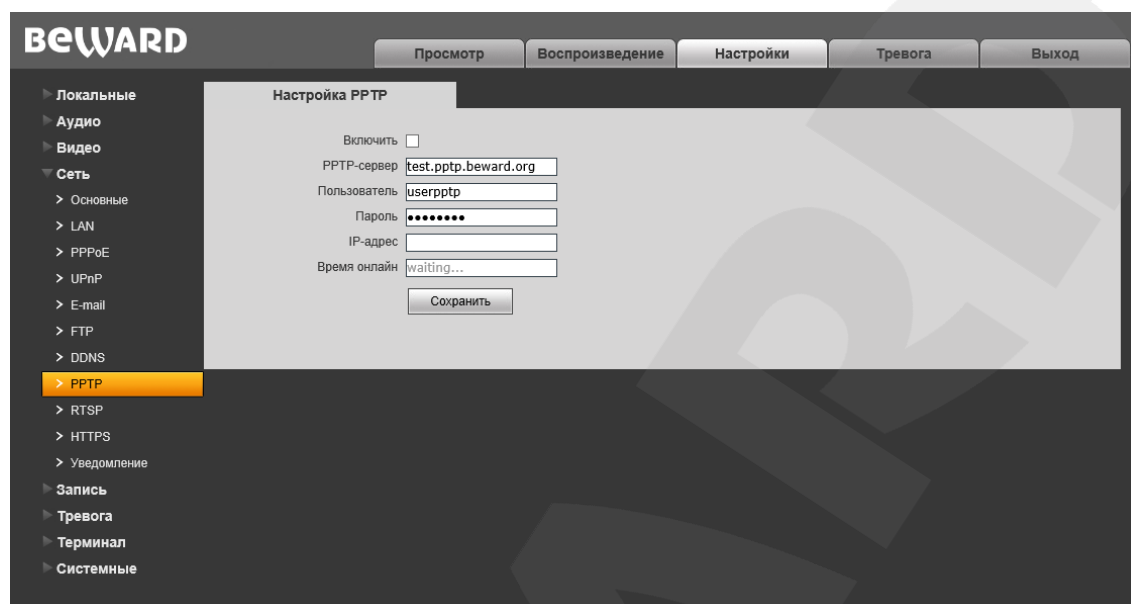 BEWARD
Просмотр
Воспроизведение
Настройки
Тревога
Выход
Локальные
Аудио
Видео
Сеть
> Основные
> LAN
> PPPoE
> UPnP
> E-mail
> FTP
> DDNS
> PPTP
> RTSP
> HTTPS
> Уведомление
Запись
Тревога
Терминал
Системные
Настройка PPTP
Включить
PPTP-сервер test.pptp.beward.org
Пользователь userpptp
Пароль ••••••••
IP-адрес
Время онлайн waiting...
Сохранить